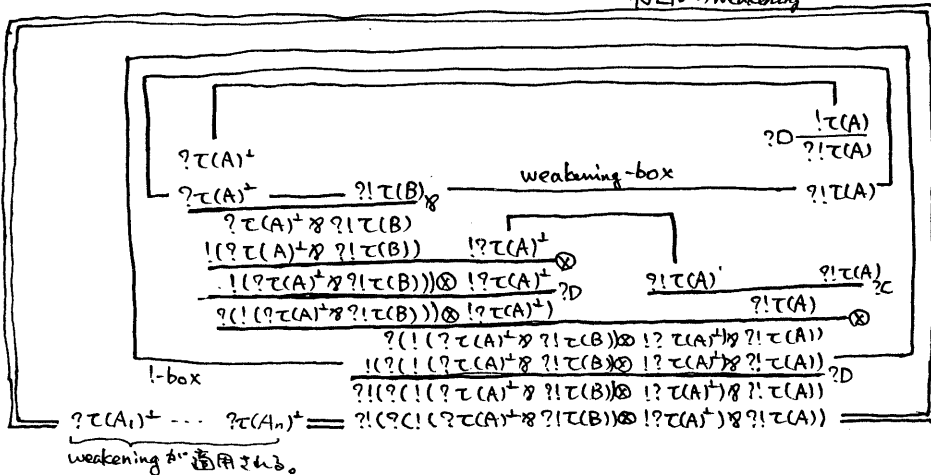 ?τ(A)⊥
?D !τ(A)
?!τ(A)
?τ(A)⊥ ?!τ(B) ⅋ weakening-box ?!τ(A)
?τ(A)⊥⅋?!τ(B)
!(?τ(A)⊥⅋?!τ(B)) !?τ(A)⊥ ⊗
!(?τ(A)⊥⅋?!τ(B)))⊗ !?τ(A)⊥ ?D ?!τ(A) ?!τ(A) ?C
?(!(?τ(A)⊥⅋?!τ(B)))⊗ !?τ(A)⊥) ?!τ(A) ⊗
?(!(?τ(A)⊥⅋?!τ(B))⊗ !?τ(A)⊥)⅋?!τ(A))
!-box !(?(!(?τ(A)⊥⅋?!τ(B))⊗ !?τ(A)⊥)⅋?!τ(A)) ?D
?!(?(!(?τ(A)⊥⅋?!τ(B))⊗ !?τ(A)⊥)⅋?!τ(A))
?τ(A₁)⊥ --- ?τ(Aₙ)⊥ ?!(?(!(?τ(A)⊥⅋?!τ(B))⊗ !?τ(A)⊥)⅋?!τ(A))
weakeningが適用される。